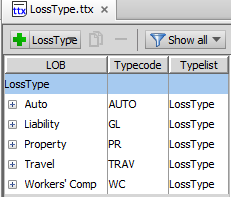 ttx LossType.ttx ×
LossType Show all
LOB Typecode Typelist
LossType
Auto AUTO LossType
Liability GL LossType
Property PR LossType
Travel TRAV LossType
Workers' Comp WC LossType